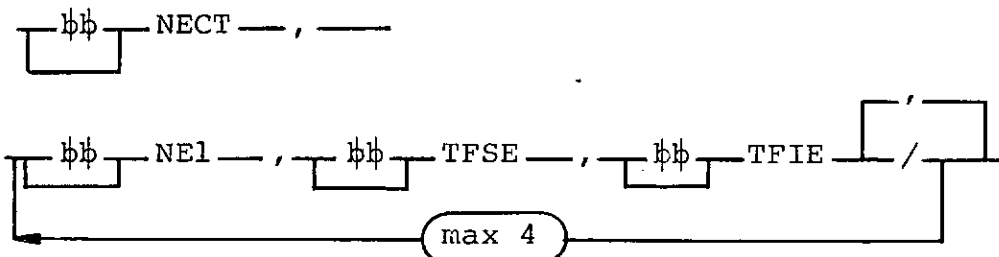 ƀƀ NECT ,
,
ƀƀ NE1 , ƀƀ TFSE , ƀƀ TFIE /
max 4